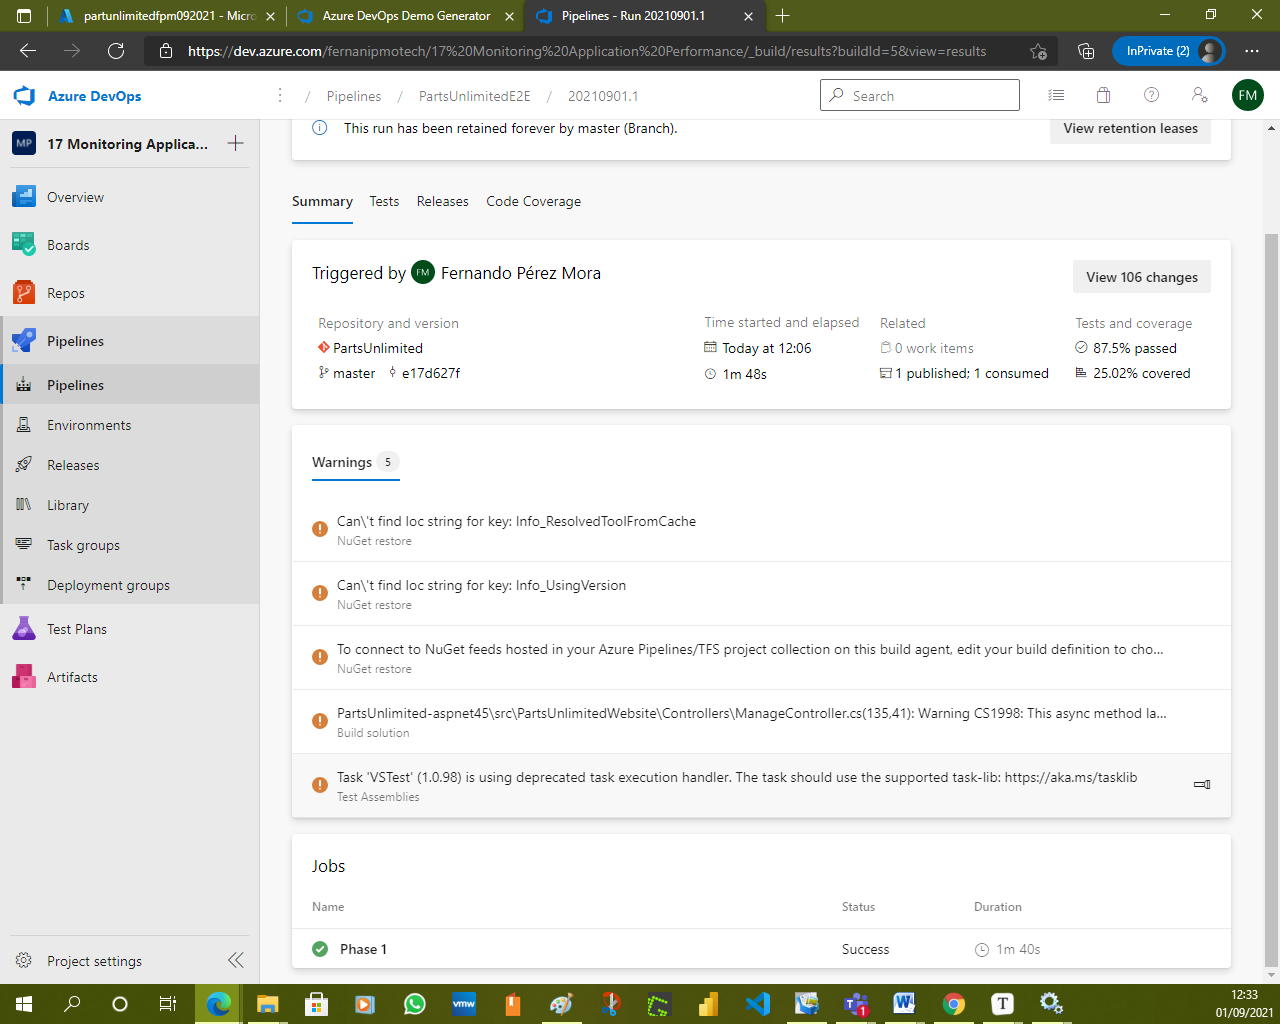 partunlimitedfpm092021 - Micro
Azure DevOps Demo Generator
Pipelines - Run 20210901.1
https://dev.azure.com/fernanipmotech/17%20Monitoring%20Application%20Performance/_build/results?buildId=5&view=results
InPrivate (2)
Azure DevOps
/ Pipelines / PartsUnlimitedE2E / 20210901.1
Search
FM
MP
17 Monitoring Applica...
This run has been retained forever by master (Branch).
View retention leases
Overview
Boards
Repos
Pipelines
Pipelines
Environments
Releases
Library
Task groups
Deployment groups
Test Plans
Artifacts
Project settings
Summary
Tests
Releases
Code Coverage
Triggered by FM Fernando Pérez Mora
View 106 changes
Repository and version
PartsUnlimited
master e17d627f
Time started and elapsed
Today at 12:06
1m 48s
Related
0 work items
1 published; 1 consumed
Tests and coverage
87.5% passed
25.02% covered
Warnings 5
Can\'t find loc string for key: Info_ResolvedToolFromCache
NuGet restore
Can\'t find loc string for key: Info_UsingVersion
NuGet restore
To connect to NuGet feeds hosted in your Azure Pipelines/TFS project collection on this build agent, edit your build definition to cho...
NuGet restore
PartsUnlimited-aspnet45\src\PartsUnlimitedWebsite\Controllers\ManageController.cs(135,41): Warning CS1998: This async method la...
Build solution
Task 'VSTest' (1.0.98) is using deprecated task execution handler. The task should use the supported task-lib: https://aka.ms/tasklib
Test Assemblies
Jobs
Name Status Duration
Phase 1 Success 1m 40s
vmw
1
T
12:33
01/09/2021